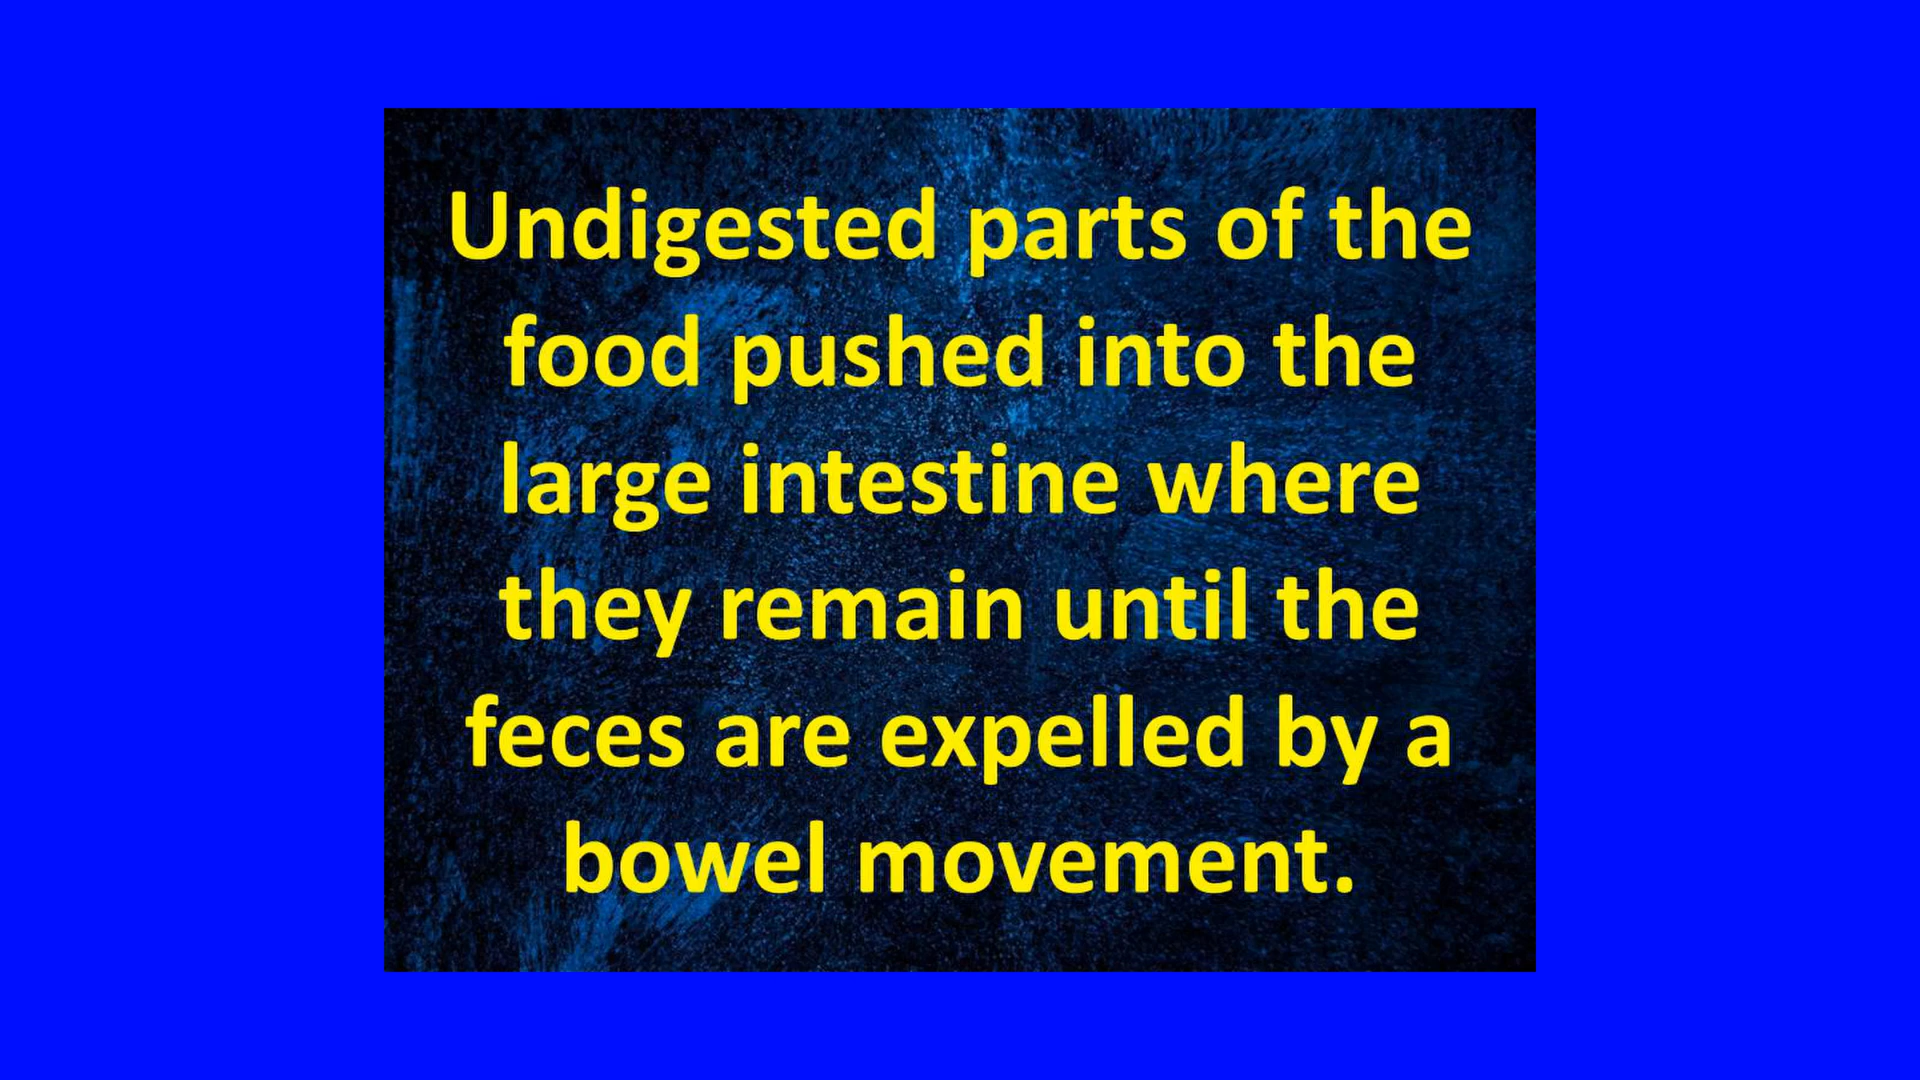 Undigested parts of the
food pushed into the
large intestine where
they remain until the
feces are expelled by a
bowel movement.